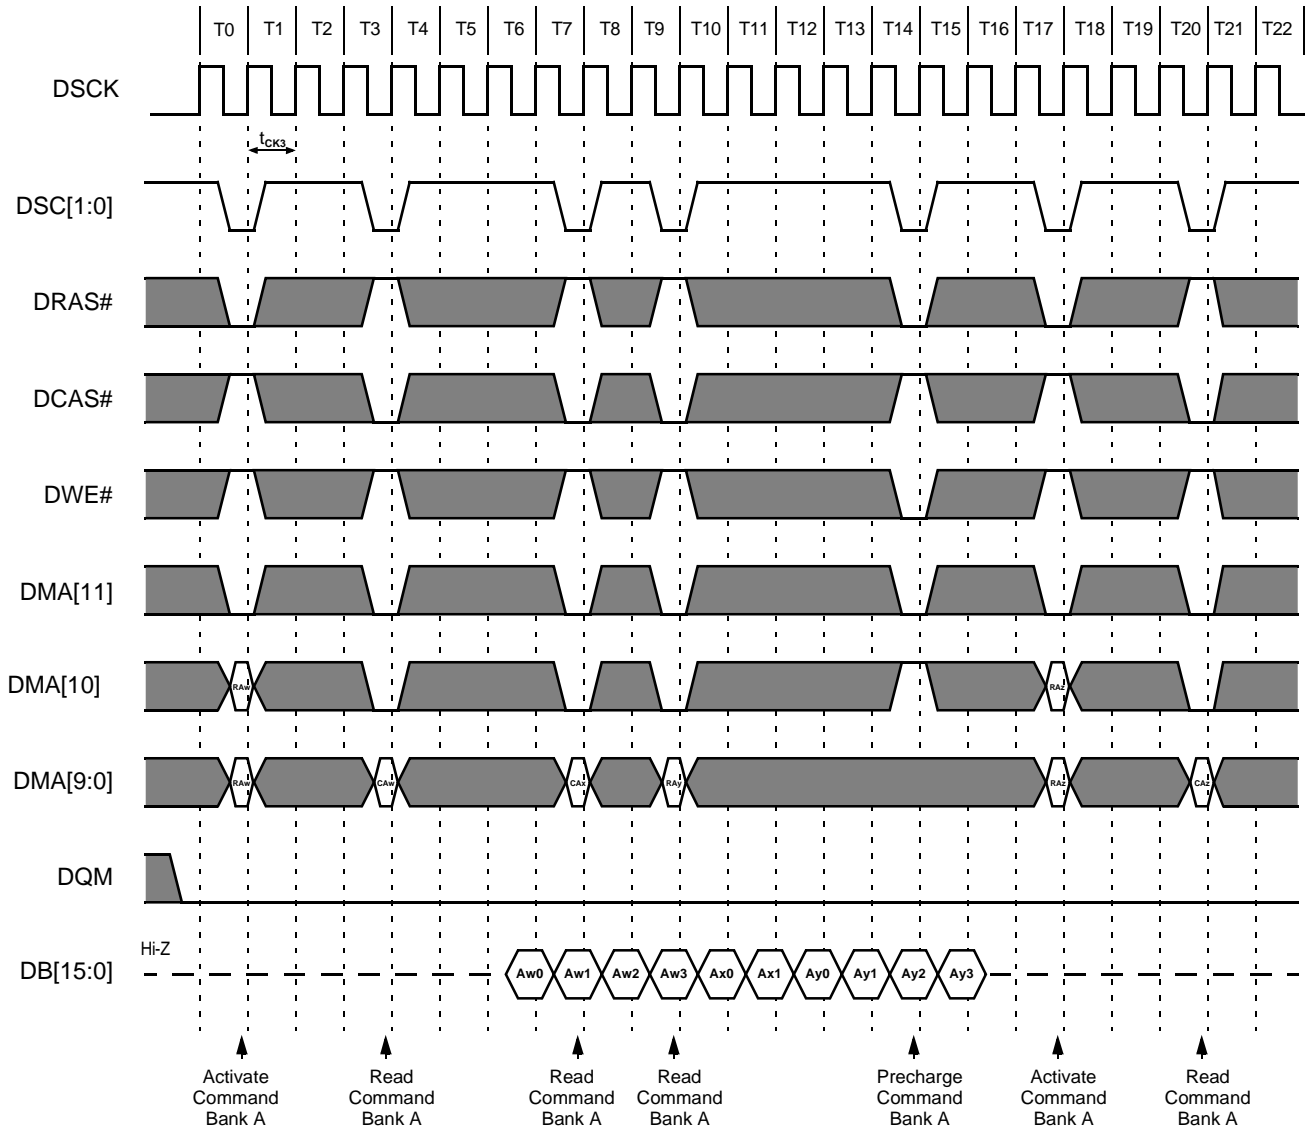 T0 T1 T2 T3 T4 T5 T6 T7 T8 T9 T10 T11 T12 T13 T14 T15 T16 T17 T18 T19 T20 T21 T22
DSCK
tCK3
DSC[1:0]
DRAS#
DCAS#
DWE#
DMA[11]
DMA[10] RAw RAz
DMA[9:0] RAw CAw CAx RAy RAz CAz
DQM
Hi-Z
DB[15:0] Aw0 Aw1 Aw2 Aw3 Ax0 Ax1 Ay0 Ay1 Ay2 Ay3
Activate Command Bank A
Read Command Bank A
Read Command Bank A
Read Command Bank A
Precharge Command Bank A
Activate Command Bank A
Read Command Bank A